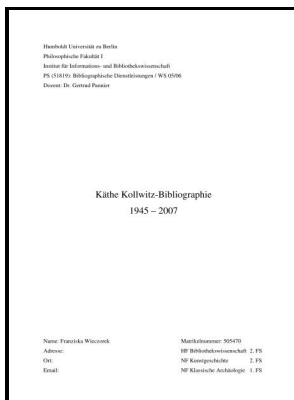 Humboldt Universität zu Berlin
Philosophische Fakultät I
Institut für Informations- und Bibliothekswissenschaft
PS (51819): Bibliographische Dienstleistungen / WS 05/06
Dozent: Dr. Gertrud Pannier
Käthe Kollwitz-Bibliographie
1945 – 2007
Name: Franziska Wieczorek Matrikelnummer: 505470
Adresse: HF Bibliothekswissenschaft 2. FS
Ort: NF Kunstgeschichte 2. FS
Email: NF Klassische Archäologie 1. FS